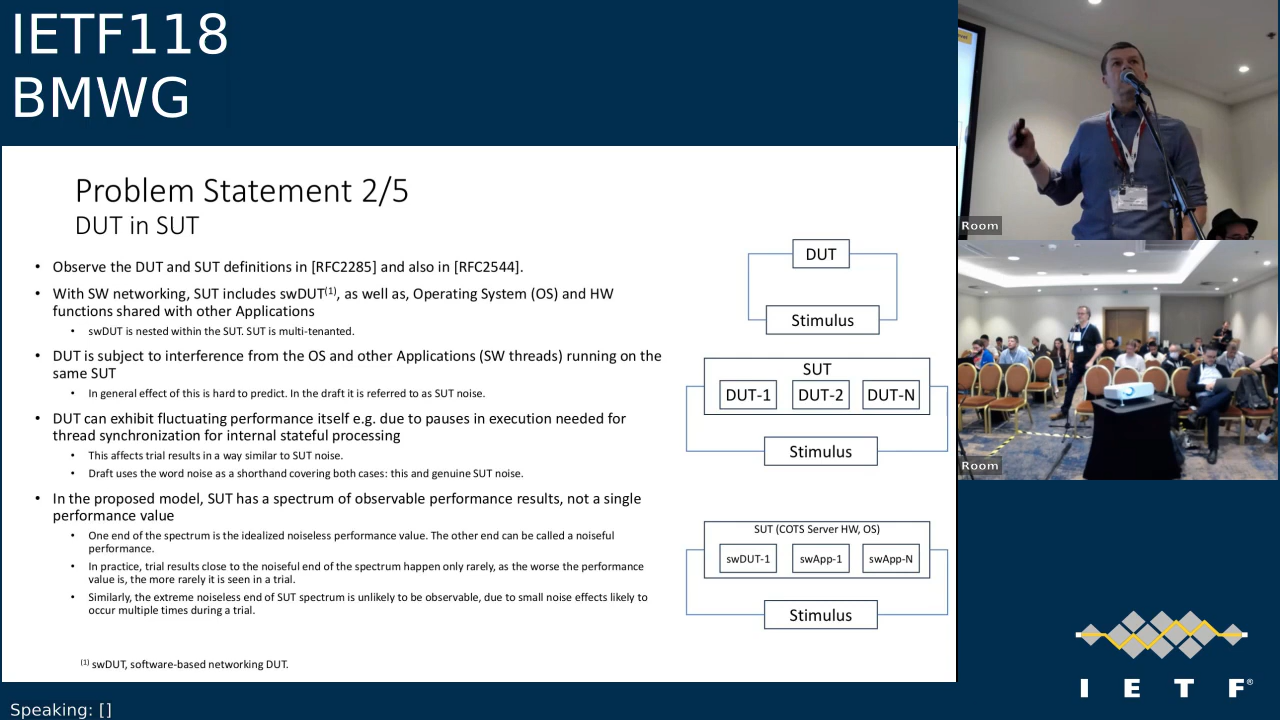 IETF118
BMWG
Problem Statement 2/5
DUT in SUT
• Observe the DUT and SUT definitions in [RFC2285] and also in [RFC2544].
• With SW networking, SUT includes swDUT(1), as well as, Operating System (OS) and HW
functions shared with other Applications
• swDUT is nested within the SUT. SUT is multi-tenanted.
• DUT is subject to interference from the OS and other Applications (SW threads) running on the
same SUT
• In general effect of this is hard to predict. In the draft it is referred to as SUT noise.
• DUT can exhibit fluctuating performance itself e.g. due to pauses in execution needed for
thread synchronization for internal stateful processing
• This affects trial results in a way similar to SUT noise.
• Draft uses the word noise as a shorthand covering both cases: this and genuine SUT noise.
• In the proposed model, SUT has a spectrum of observable performance results, not a single
performance value
• One end of the spectrum is the idealized noiseless performance value. The other end can be called a noiseful
performance.
• In practice, trial results close to the noiseful end of the spectrum happen only rarely, as the worse the performance
value is, the more rarely it is seen in a trial.
• Similarly, the extreme noiseless end of SUT spectrum is unlikely to be observable, due to small noise effects likely to
occur multiple times during a trial.
(1) swDUT, software-based networking DUT.
DUT
Stimulus
SUT
DUT-1 DUT-2 DUT-N
Stimulus
SUT (COTS Server HW, OS)
swDUT-1 swApp-1 swApp-N
Stimulus
Room
Room
I E T F®
Speaking: []